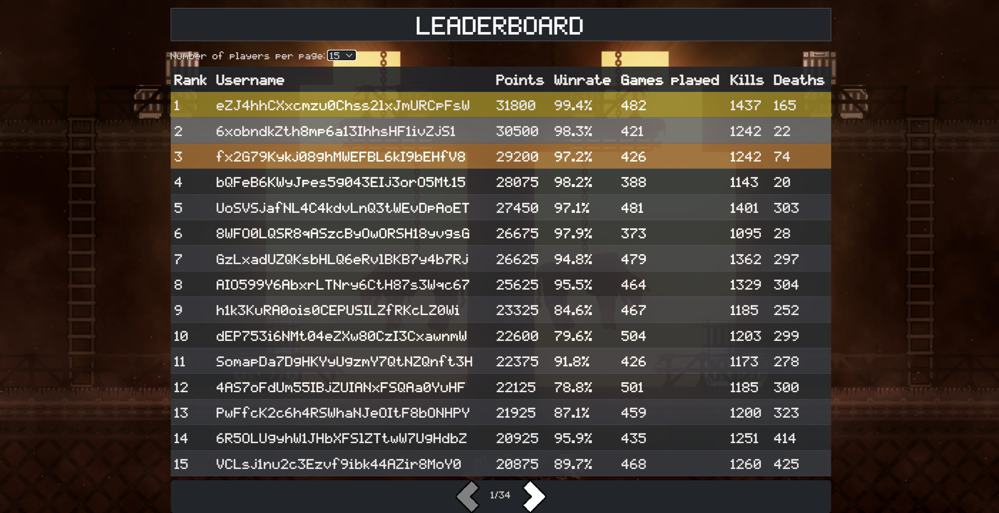 LEADERBOARD
Number of players per page: 15
Rank Username Points Winrate Games played Kills Deaths
1 eZJ4hhCXxcmzu0Chss2lxJmURCpFsW 31800 99.4% 482 1437 165
2 6xobndkZth8mp6a13IhhsHF1ivZJS1 30500 98.3% 421 1242 22
3 fx2G79KykJ089hMWEFBL6kI9bEHfV8 29200 97.2% 426 1242 74
4 bQFeB6KWyJpes59043EIJ3orO5Mt15 28075 98.2% 388 1143 20
5 UoSVSJafNL4C4kdvLnQ3tWEvDpAoET 27450 97.1% 481 1401 303
6 8WFO0LQSR8qASzcByOwORSH18yvgsG 26675 97.9% 373 1095 28
7 GzLxadUZQKsbHLQ6eRvlBKB7y4b7Rj 26625 94.8% 479 1362 297
8 AIO599Y6AbxrLTNry6CtH87s3Wqc67 25625 95.5% 464 1329 304
9 h1k3KuRA0ois0CEPUSILZfRKcLZ0Wi 23325 84.6% 467 1185 252
10 dEP753i6NMt04eZXw80CzI3CxawnmW 22600 79.6% 504 1203 299
11 SomapDa7D9HKYyU9zmY7QtNZQnft3H 22375 91.8% 426 1173 278
12 4AS7oFdUm55IBjZUIANxFSQAa0YuHF 22125 78.8% 501 1185 300
13 PwFfcK2c6h4RSWhaNJeOItF8bONHPY 21925 87.1% 459 1200 323
14 6R5OLU9yhW1JHbXFSlZTtwW7U9HdbZ 20925 95.9% 435 1251 414
15 VCLsJ1nu2c3Ezvf9ibk44AZir8MoY0 20875 89.7% 468 1260 425
1/34